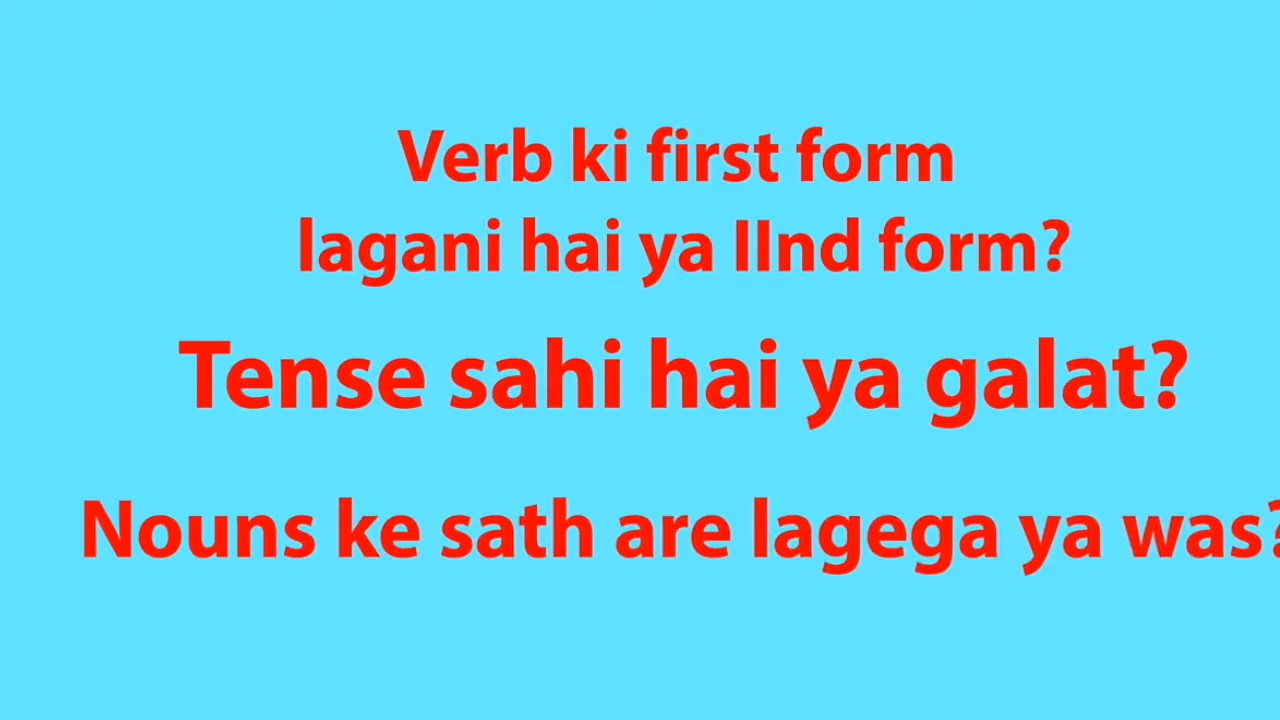 Verb ki first form
lagani hai ya IInd form?
Tense sahi hai ya galat?
Nouns ke sath are lagega ya was?